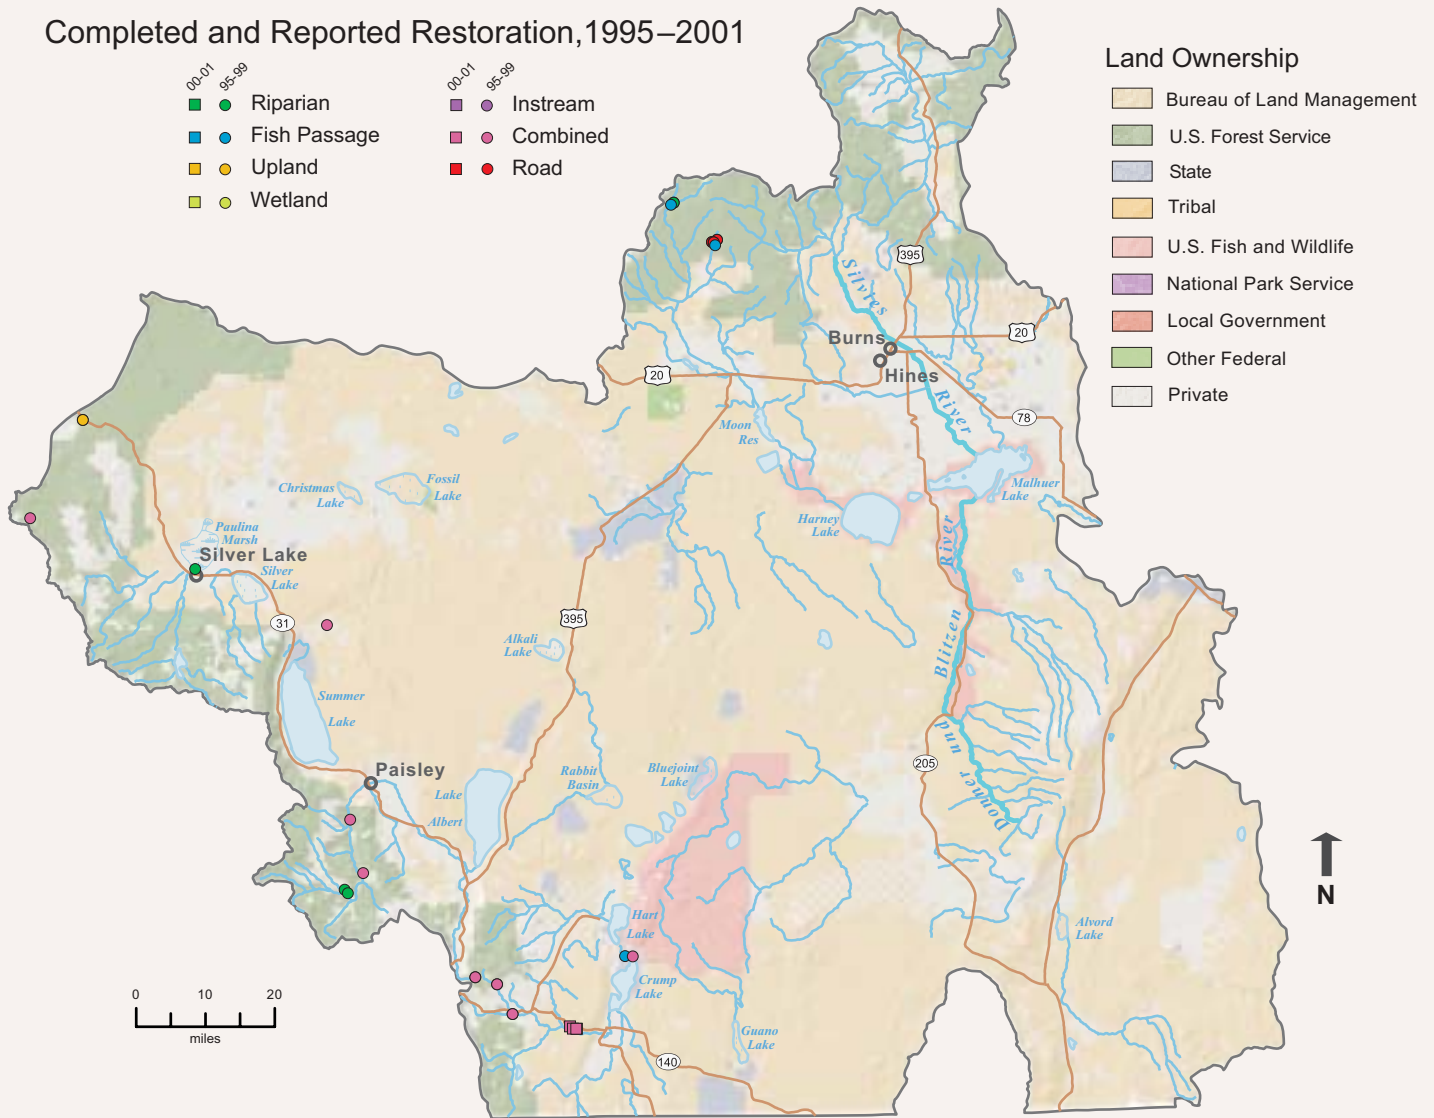 Completed and Reported Restoration,1995–2001
00-01 95-99
Riparian
Fish Passage
Upland
Wetland
00-01 95-99
Instream
Combined
Road
Land Ownership
Bureau of Land Management
U.S. Forest Service
State
Tribal
U.S. Fish and Wildlife
National Park Service
Local Government
Other Federal
Private
395
Silvres
River
20
Burns
Hines
20
78
Moon
Res
Malhuer
Lake
Harney
Lake
Christmas
Lake
Fossil
Lake
Paulina
Marsh
Silver Lake
Silver
Lake
31
395
Alkali
Lake
River
Blitzen
und
Donner
Summer
Lake
205
Paisley
Lake
Albert
Rabbit
Basin
Bluejoint
Lake
N
Hart
Lake
Alvord
Lake
Crump
Lake
Guano
Lake
140
0 10 20
miles